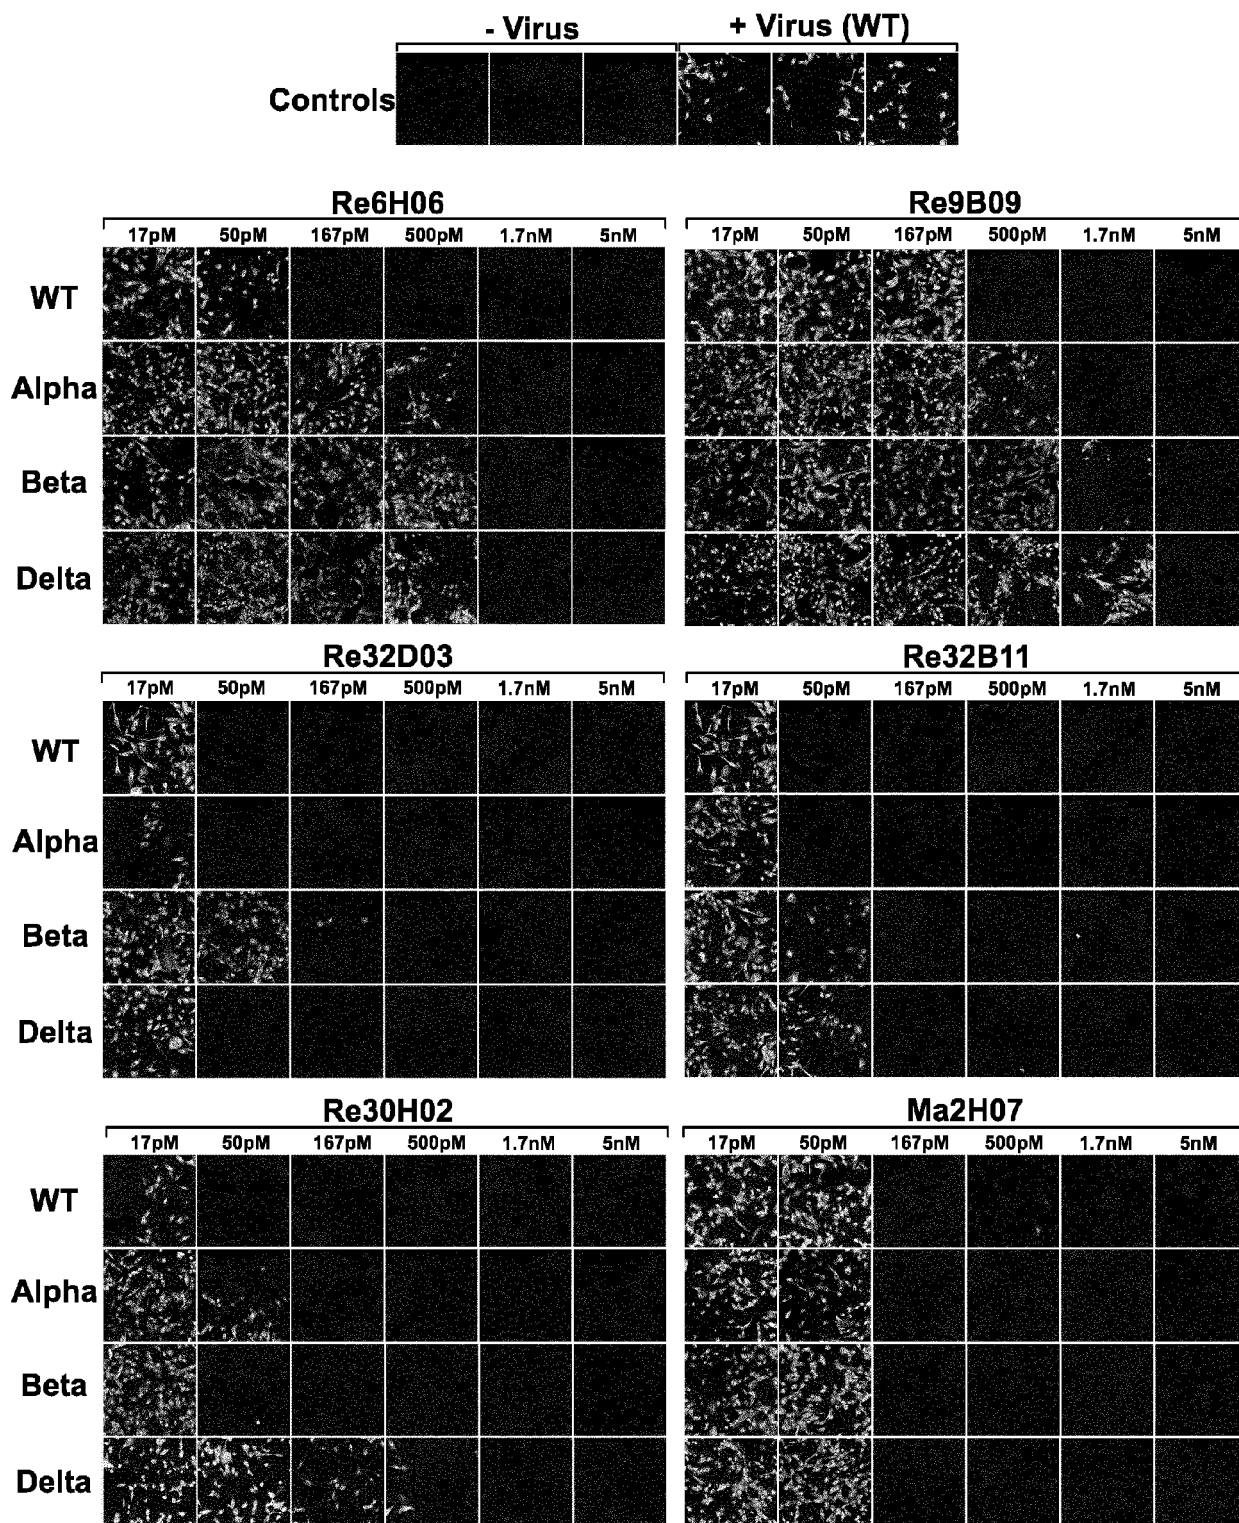 - Virus + Virus (WT)
Controls
Re6H06 Re9B09
17pM 50pM 167pM 500pM 1.7nM 5nM 17pM 50pM 167pM 500pM 1.7nM 5nM
WT
Alpha
Beta
Delta
Re32D03 Re32B11
17pM 50pM 167pM 500pM 1.7nM 5nM 17pM 50pM 167pM 500pM 1.7nM 5nM
WT
Alpha
Beta
Delta
Re30H02 Ma2H07
17pM 50pM 167pM 500pM 1.7nM 5nM 17pM 50pM 167pM 500pM 1.7nM 5nM
WT
Alpha
Beta
Delta